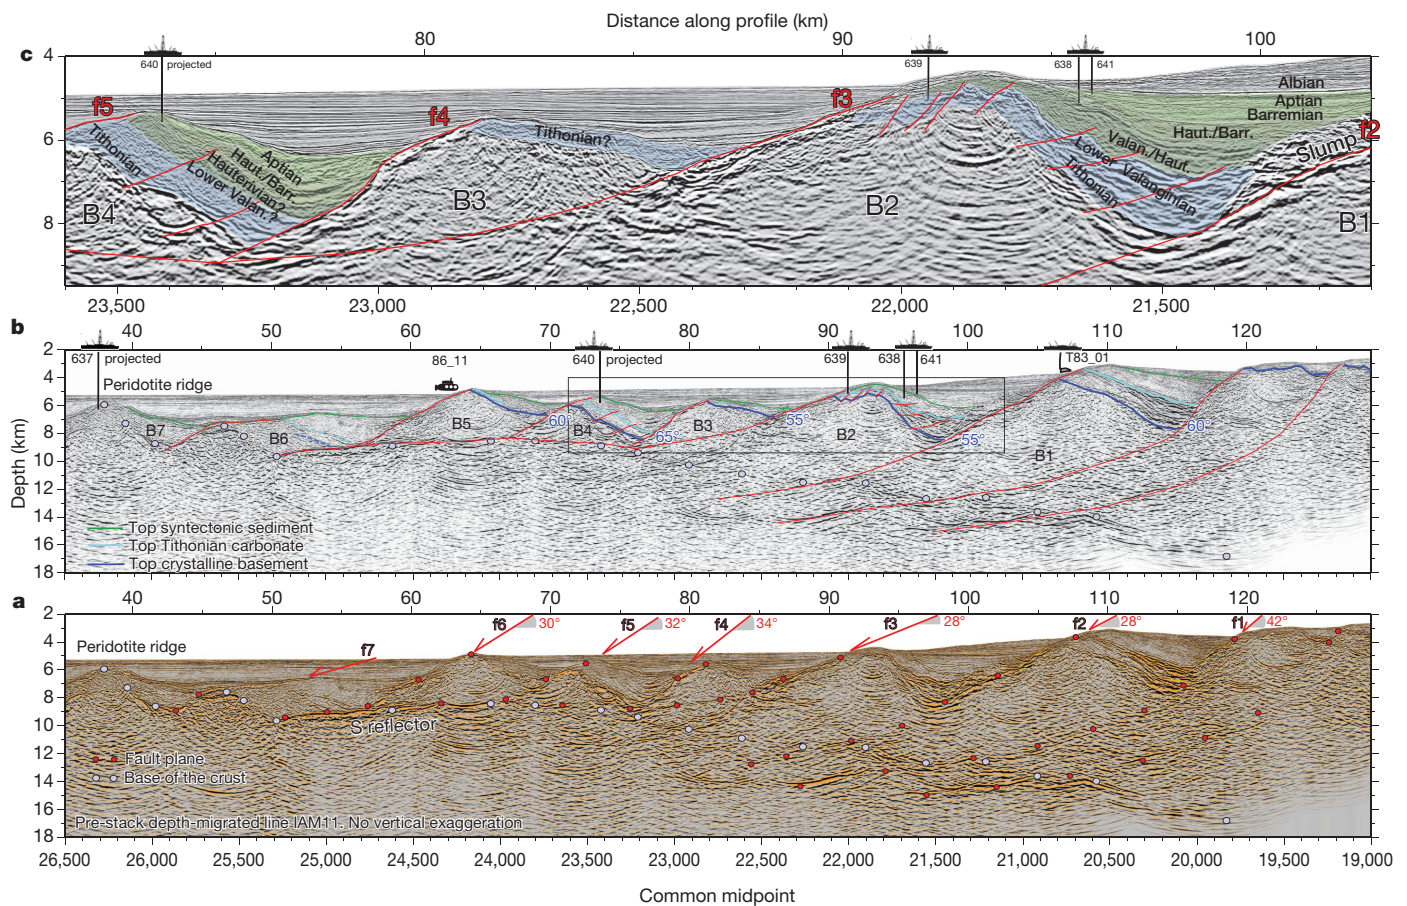 Distance along profile (km)
80 90 100
c
4
6
8
640 projected
639
638
641
f5
f4
f3
f2
Albian
Aptian
Barremian
Haut./Barr.
Valan./Haut.
Lower Valanginian
Tithonian
Slump
Tithonian
Aptian
Haut./Barr.
Hauterivian?
Lower Valan.?
Tithonian?
B4
B3
B2
B1
23,500 23,000 22,500 22,000 21,500
b
40 50 60 70 80 90 100 110 120
2
4
6
8
10
12
14
16
18
Depth (km)
637 projected
86_11
640 projected
639
638
641
T83_01
Peridotite ridge
B7
B6
B5
60°
B4
65°
B3
55°
B2
55°
B1
60°
Top syntectonic sediment
Top Tithonian carbonate
Top crystalline basement
a
40 50 60 70 80 90 100 110 120
2
4
6
8
10
12
14
16
18
Peridotite ridge
f7
f6 30°
f5 32°
f4 34°
f3 28°
f2 28°
f1 42°
S reflector
Fault plane
Base of the crust
Pre-stack depth-migrated line IAM11. No vertical exaggeration
26,500 26,000 25,500 25,000 24,500 24,000 23,500 23,000 22,500 22,000 21,500 21,000 20,500 20,000 19,500 19,000
Common midpoint